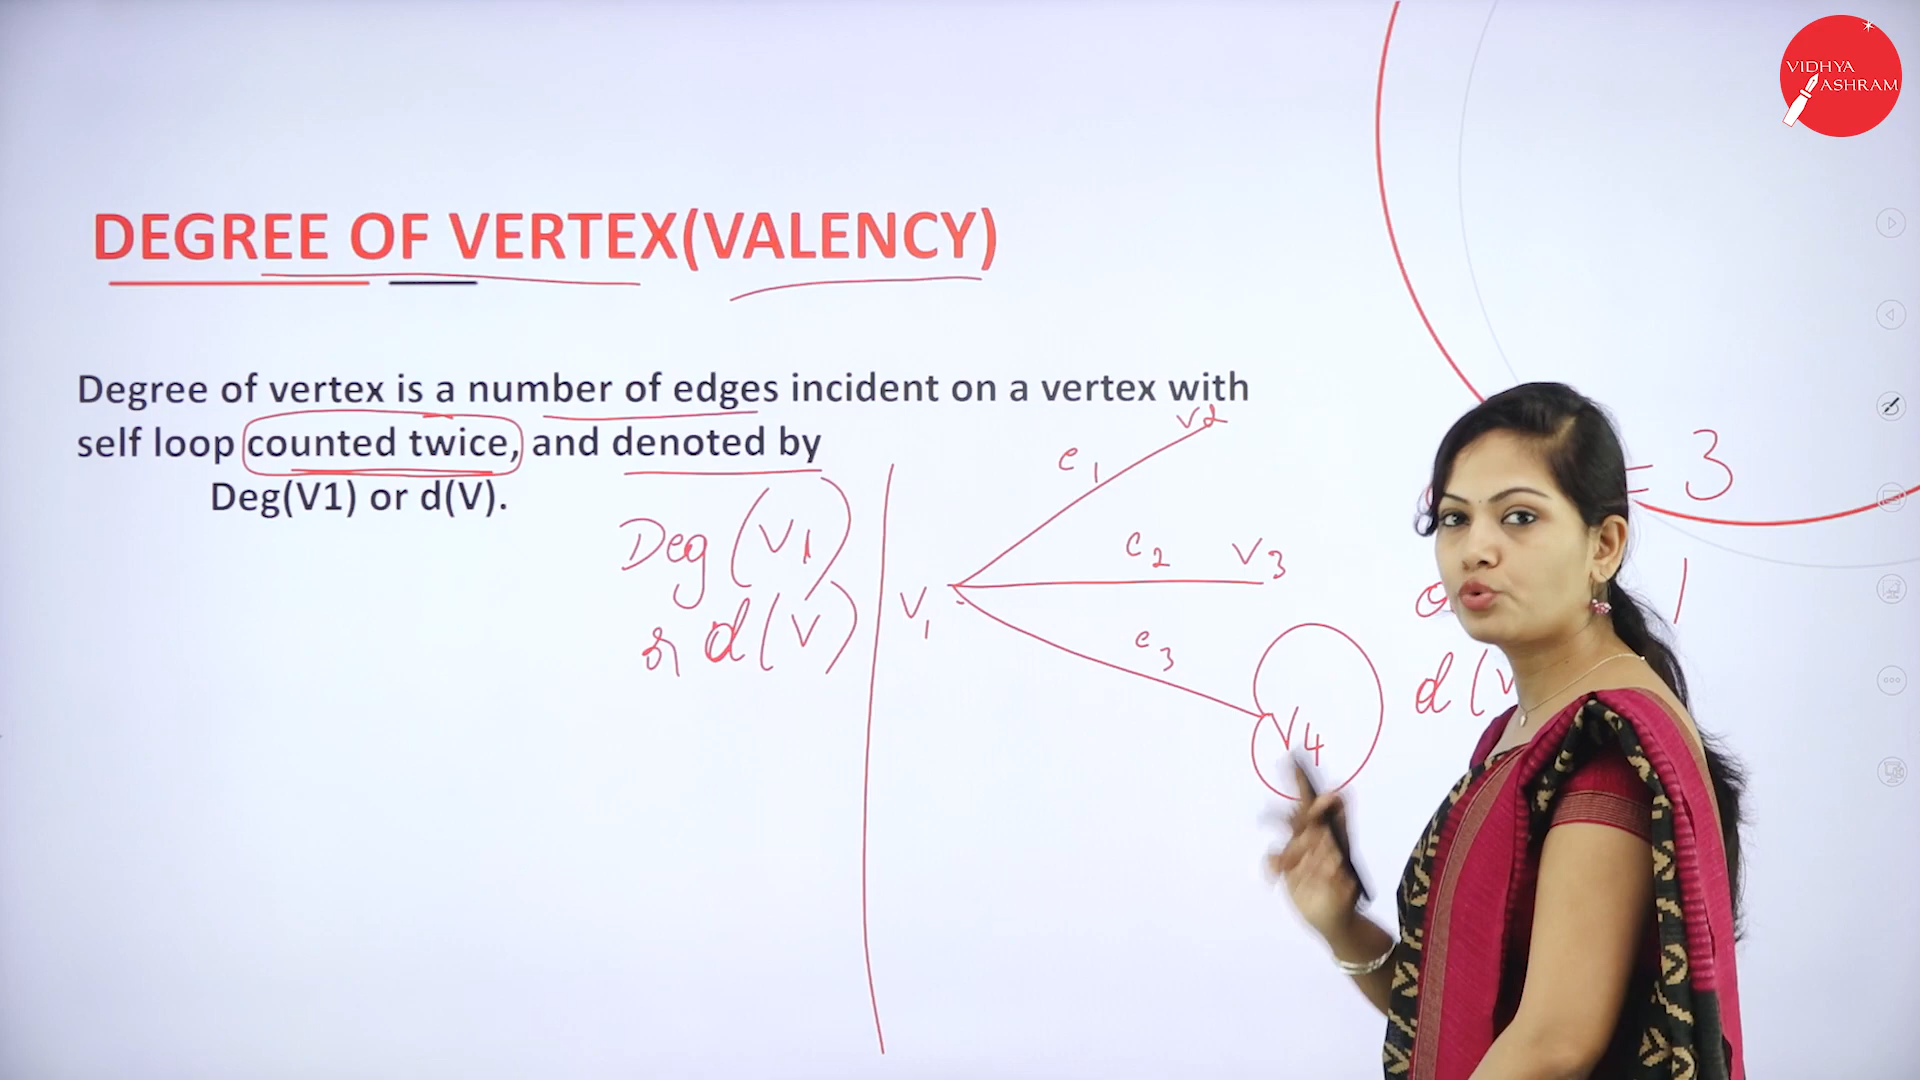 VIDHYA
ASHRAM
DEGREE OF VERTEX(VALENCY)
Degree of vertex is a number of edges incident on a vertex with
self loop counted twice, and denoted by
Deg(V1) or d(V).
Deg (V1)
or d(V)
V1
e1
V2
e2
V3
e3
V4
= 3
1
d(V